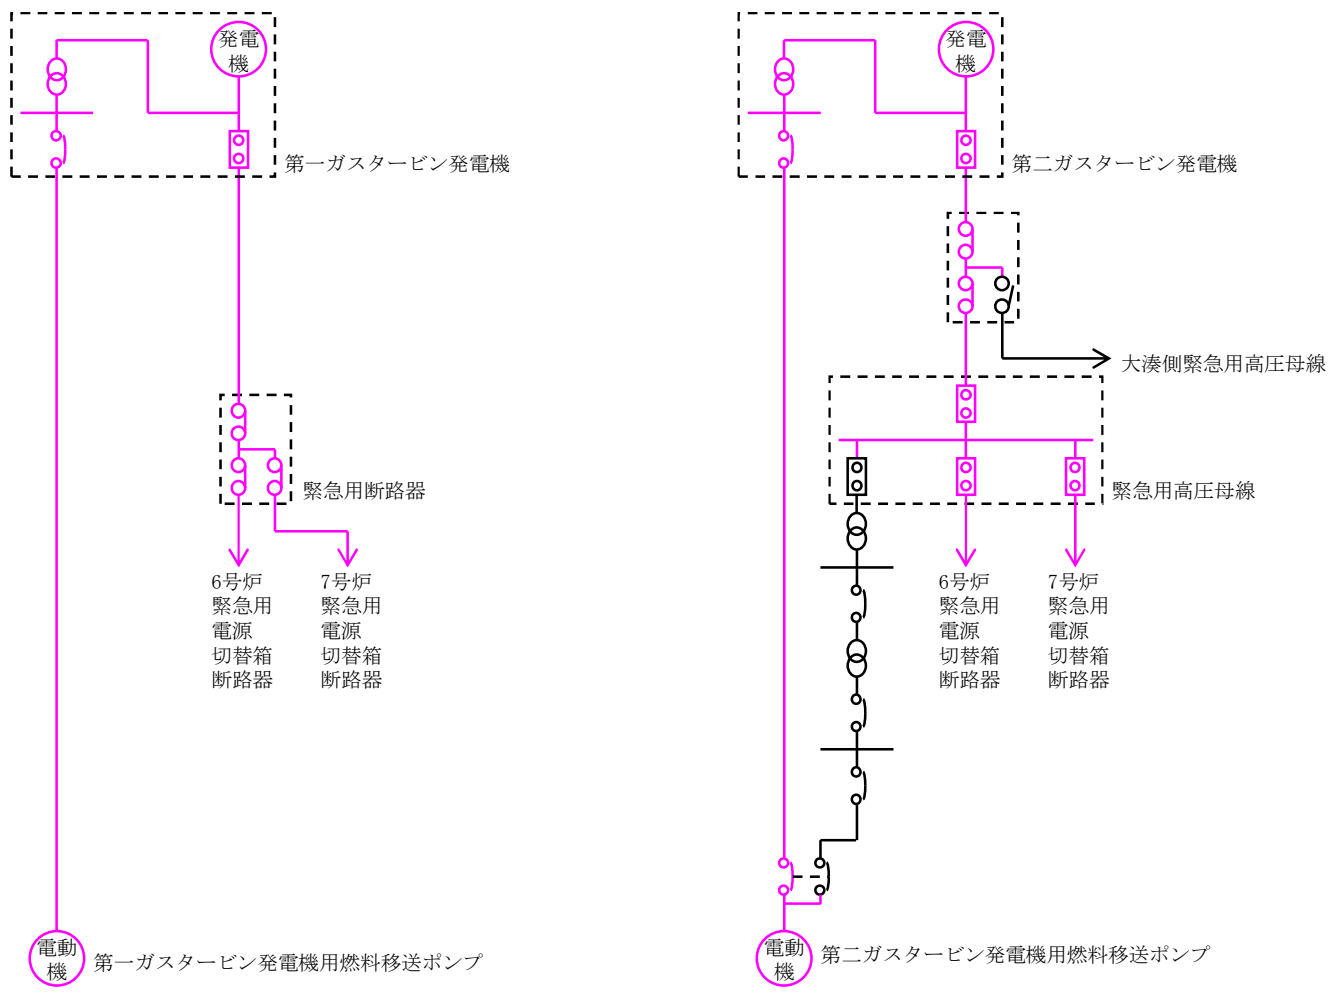 発電
機
第一ガスタービン発電機
発電
機
第二ガスタービン発電機
大湊側緊急用高圧母線
緊急用断路器
緊急用高圧母線
6号炉
緊急用
電源
切替箱
断路器
7号炉
緊急用
電源
切替箱
断路器
6号炉
緊急用
電源
切替箱
断路器
7号炉
緊急用
電源
切替箱
断路器
電動
機
第一ガスタービン発電機用燃料移送ポンプ
電動
機
第二ガスタービン発電機用燃料移送ポンプ